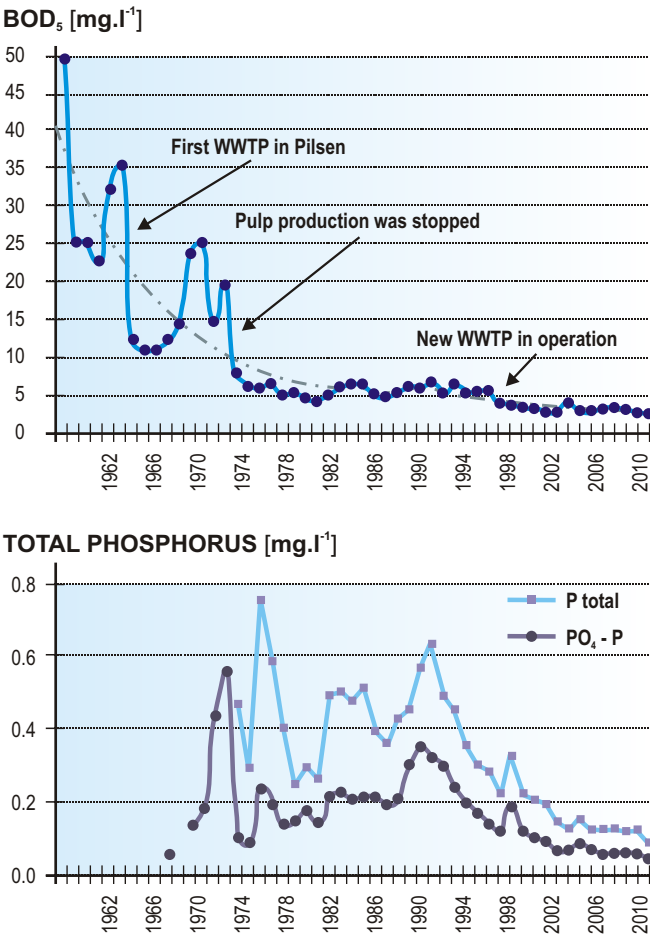 BOD₅ [mg.l⁻¹]
50
45
40
35
30
25
20
15
10
5
0
First WWTP in Pilsen
Pulp production was stopped
New WWTP in operation
1962 1966 1970 1974 1978 1982 1986 1990 1994 1998 2002 2006 2010
TOTAL PHOSPHORUS [mg.l⁻¹]
0.8
0.6
0.4
0.2
0.0
P total
PO₄ - P
1962 1966 1970 1974 1978 1982 1986 1990 1994 1998 2002 2006 2010